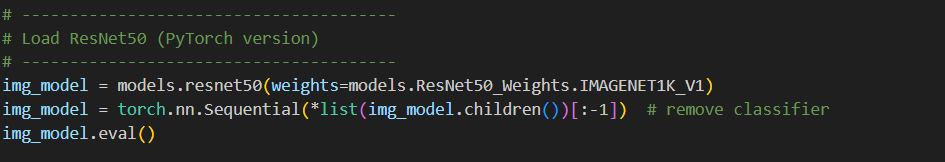 # ---------------------------------------
# Load ResNet50 (PyTorch version)
# ---------------------------------------
img_model = models.resnet50(weights=models.ResNet50_Weights.IMAGENET1K_V1)
img_model = torch.nn.Sequential(*list(img_model.children())[:-1])  # remove classifier
img_model.eval()